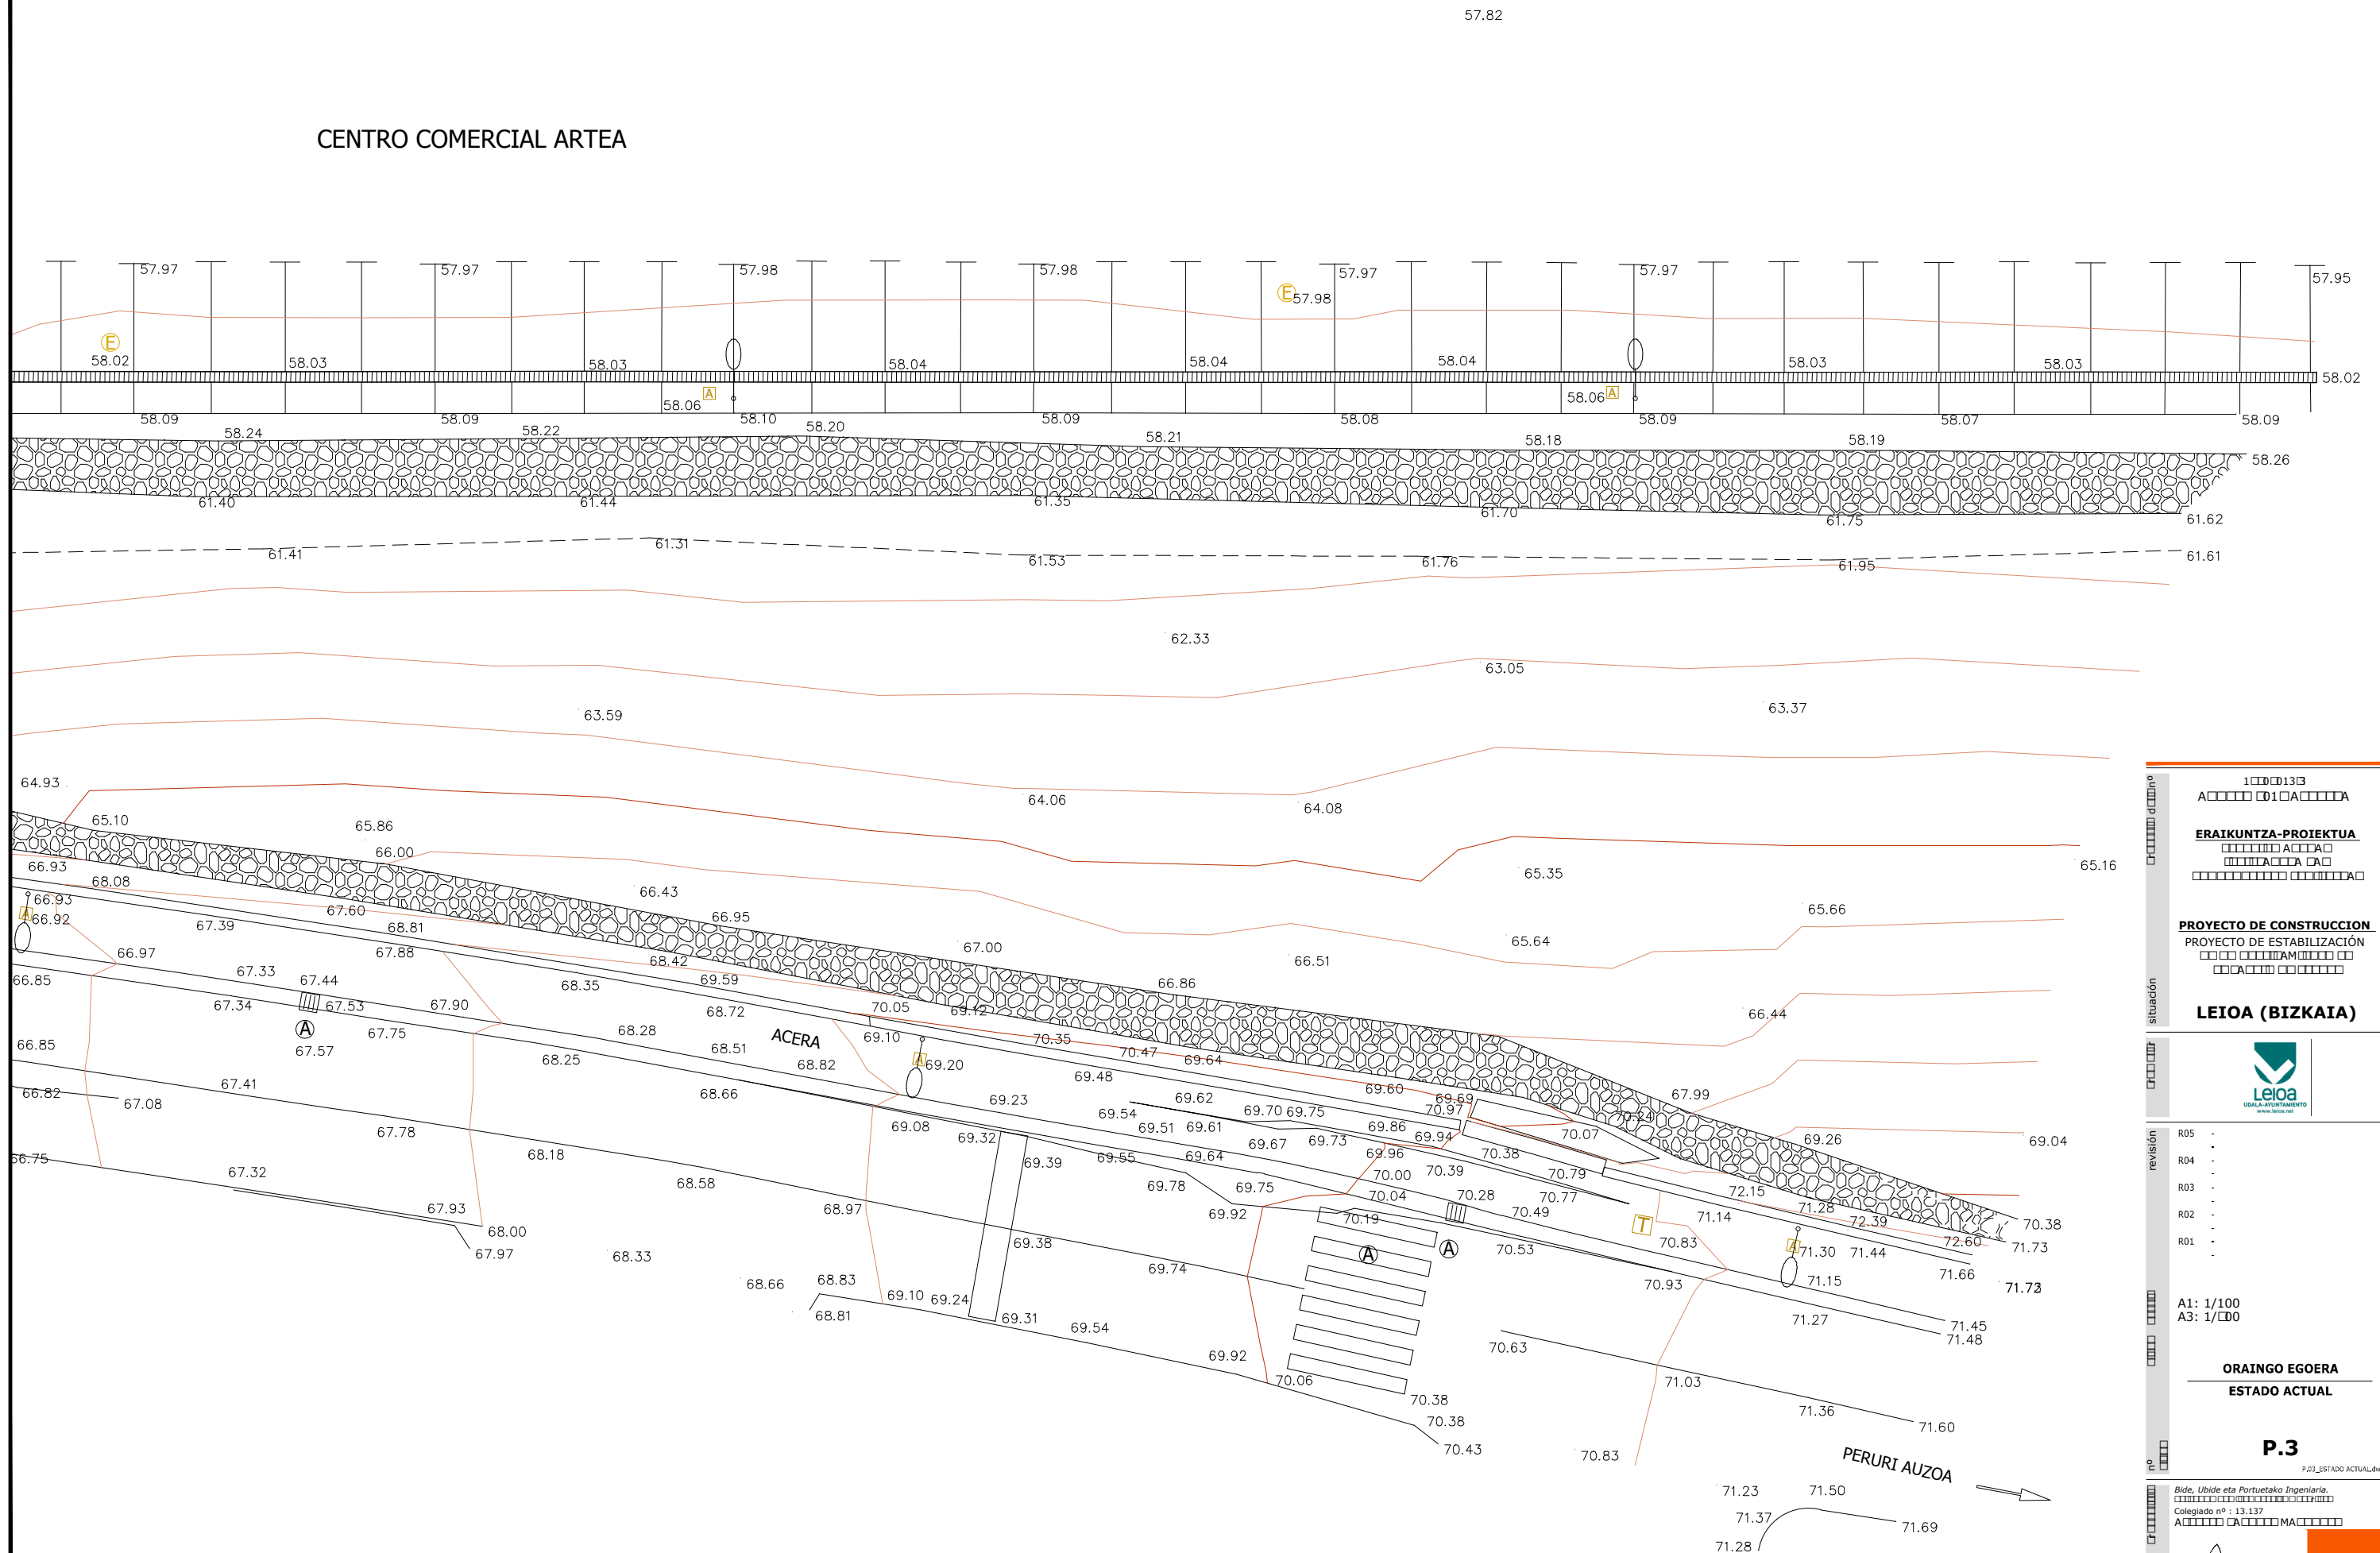 57.82
CENTRO COMERCIAL ARTEA
57.97 57.97 57.98 57.98 57.97 57.97 57.95
E E 57.98
58.02 58.03 58.03 58.04 58.04 58.04 58.03 58.03 58.02
58.06 A 58.06 A
58.09 58.09 58.10 58.09 58.08 58.09 58.07 58.09
58.24 58.22 58.20 58.21 58.18 58.19 58.26
61.40 61.44 61.35 61.70 61.75 61.62
61.41 61.31 61.53 61.76 61.95 61.61
62.33
63.05
63.59 63.37
64.93 64.06 64.08
65.10 65.86 66.00 65.35 65.16
66.93 68.08 66.43 65.66
66.93 A 66.92 67.39 67.60 68.81 67.88 66.95 67.00 65.64
66.97 67.33 67.44 68.42 69.59 68.35 66.86 66.51
66.85 67.34 67.53 67.90 68.72 70.05 69.12 66.44
A 67.57 67.75 68.28 68.51 ACERA 69.10 70.35 70.47 69.64
66.85 68.25 68.82 A 69.20 69.48
67.41 68.66 69.23 69.62 69.60 69.69 67.99
66.82 67.08 69.54 69.70 69.75 70.97 70.24
67.78 69.08 69.32 69.51 69.61 69.86 69.94 70.07 69.26 69.04
66.75 68.18 69.39 69.55 69.64 69.67 69.73 69.96 70.38
67.32 68.58 69.78 69.75 70.00 70.39 70.79 72.15
67.93 68.00 68.97 69.92 70.04 70.28 70.77 71.28
67.97 68.33 69.38 70.19 70.49 T 71.14 72.39 70.38
A A 70.53 70.83 A 71.30 71.44 72.60 71.73
68.66 68.83 69.74 70.93 71.15 71.66
68.81 69.10 69.24 69.31 69.54 71.27 71.45
69.92 70.63 71.48
70.06 70.38 71.03
70.38 71.36 71.60
70.43 70.83 PERURI AUZOA
71.23 71.50
71.37 71.69
71.28
ERAIKUNTZA-PROIEKTUA
PROYECTO DE CONSTRUCCION
PROYECTO DE ESTABILIZACIÓN
situación
LEIOA (BIZKAIA)
Leioa
UDALA-AYUNTAMIENTO
www.leioa.net
revisión
R05 -
-
R04 -
-
R03 -
-
R02 -
-
R01 -
-
A1: 1/100
ORAINGO EGOERA
ESTADO ACTUAL
nº
P.3
P.03_ESTADO ACTUAL
Bide, Ubide eta Portuetako Ingeniaria.
Colegiado nº : 13.137